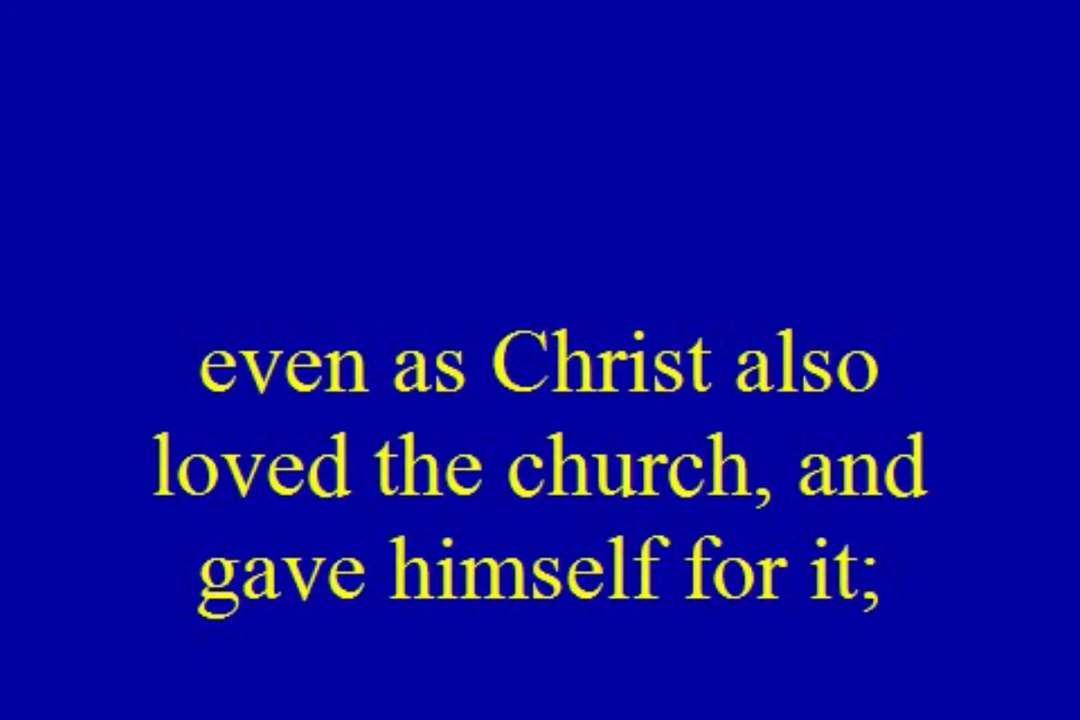 even as Christ also
loved the church, and
gave himself for it;